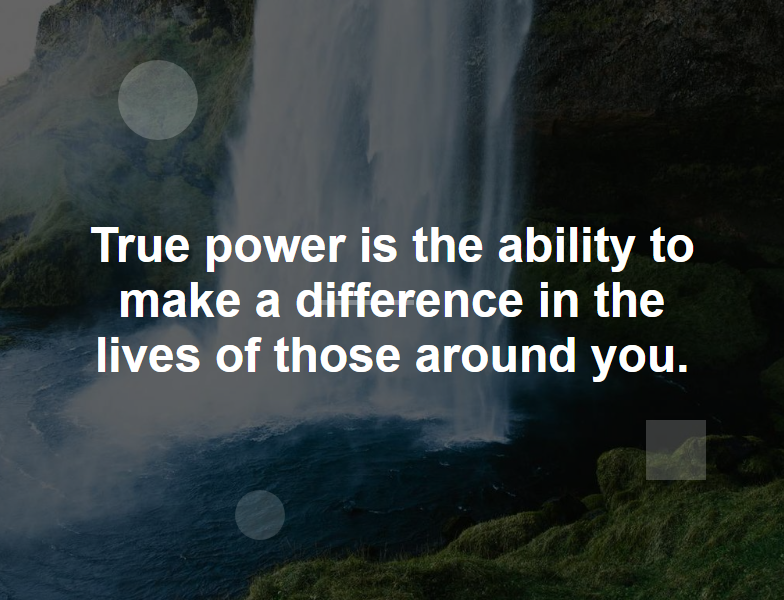 True power is the ability to
make a difference in the
lives of those around you.